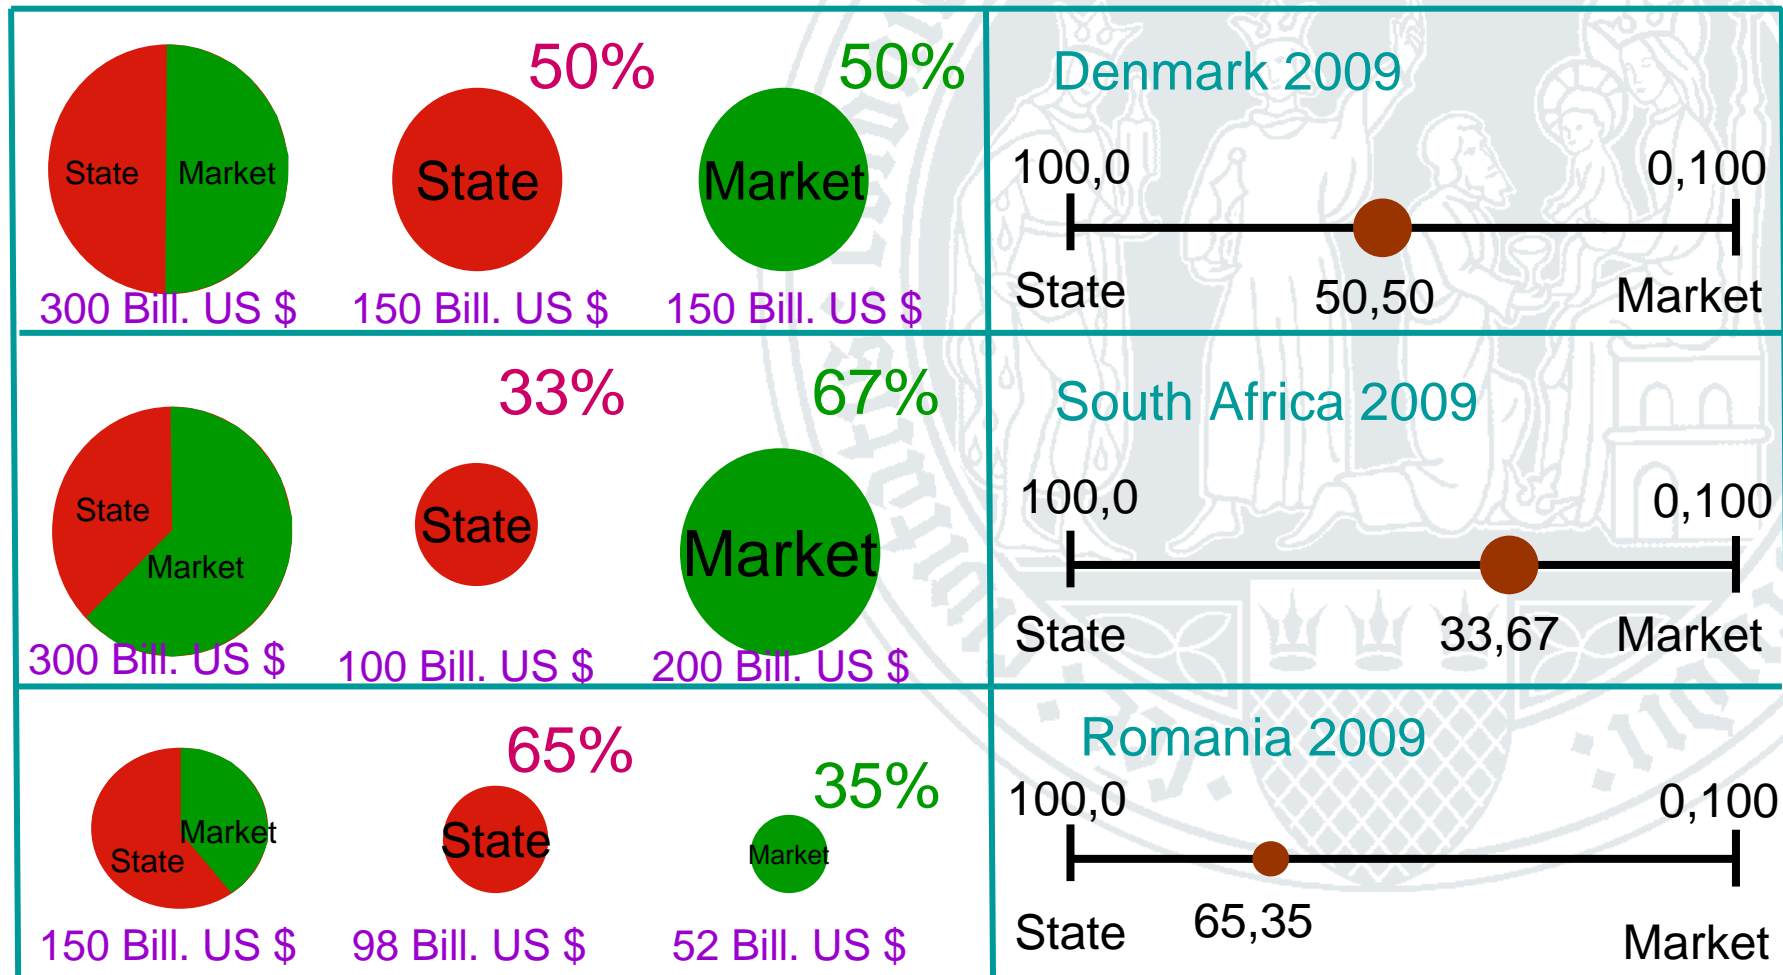 50%
50%
Denmark 2009
State
Market
State
Market
100,0
0,100
300 Bill. US $
150 Bill. US $
150 Bill. US $
State
50,50
Market
33%
67%
South Africa 2009
State
Market
State
Market
100,0
0,100
300 Bill. US $
100 Bill. US $
200 Bill. US $
State
33,67
Market
65%
35%
Romania 2009
Market
State
State
Market
100,0
0,100
150 Bill. US $
98 Bill. US $
52 Bill. US $
State
65,35
Market